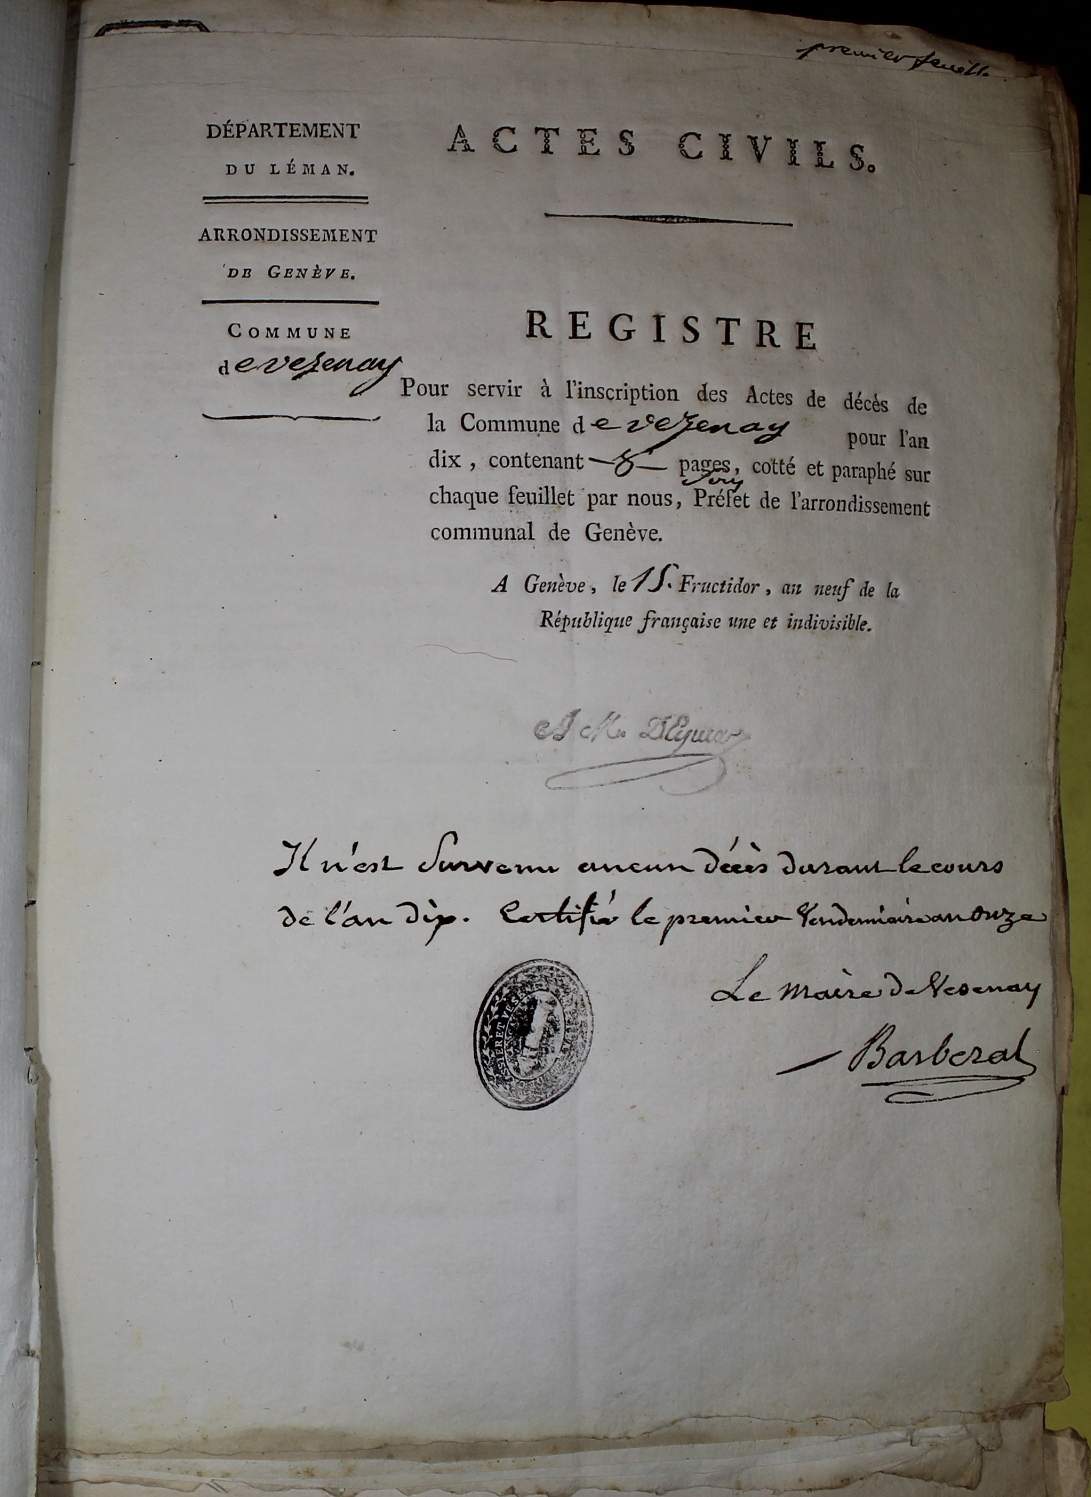 premier feuill.
DÉPARTEMENT
DU LÉMAN.
ARRONDISSEMENT
DE GENÈVE.
COMMUNE
de vezenay
ACTES CIVILS.
REGISTRE
Pour servir à l'inscription des Actes de décès de
la Commune de vezenay pour l'an
dix, contenant —8— pages, cotté et paraphé sur
chaque feuillet par nous, Préfet de l'arrondissement
communal de Genève.
A Genève, le 15. Fructidor, an neuf de la
République française une et indivisible.
A M. DEymar
Il n'est Survenu aucun décès durant le cours
de l'an dix. Certifié le premier Vendemiaire an onze
Le maire de Vesenay
Barberat